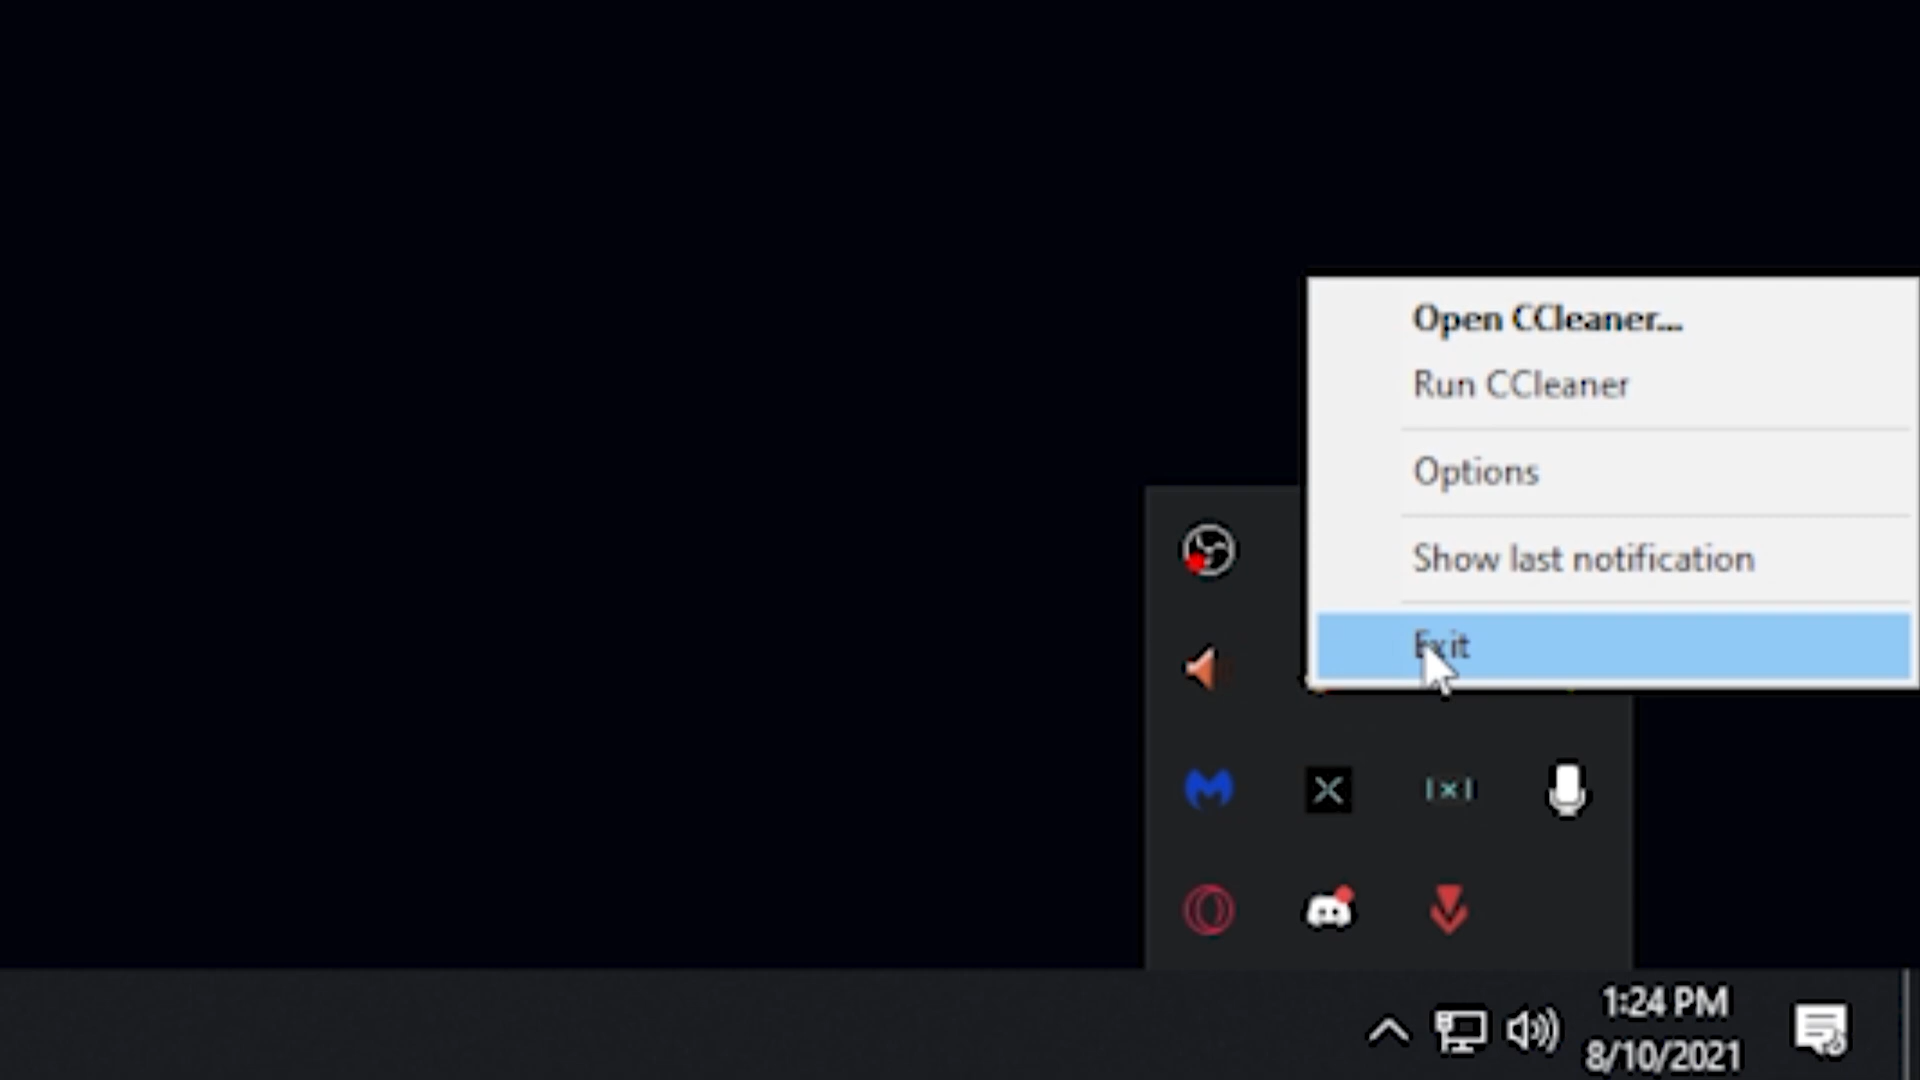 Open CCleaner...
Run CCleaner
Options
Show last notification
Exit
1:24 PM
8/10/2021